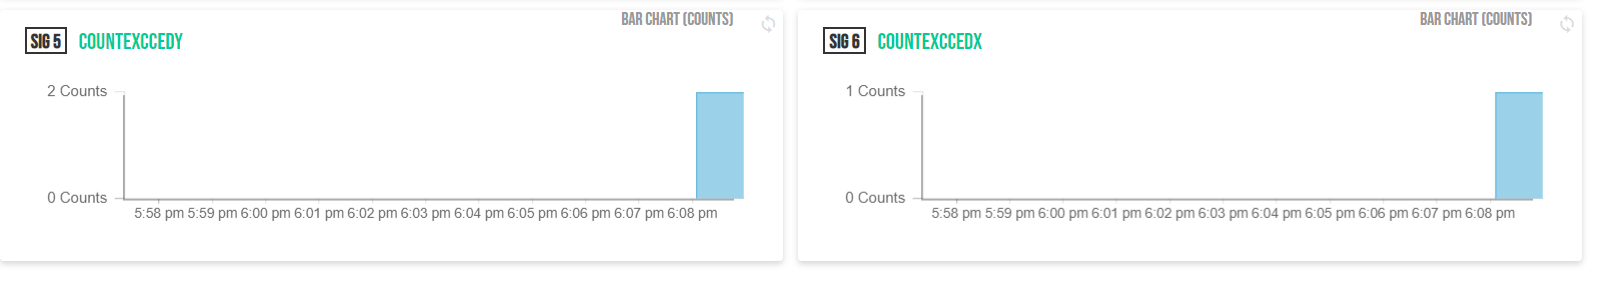 BAR CHART (COUNTS)
SIG 5 COUNTEXCCEDY
2 Counts
0 Counts
5:58 pm 5:59 pm 6:00 pm 6:01 pm 6:02 pm 6:03 pm 6:04 pm 6:05 pm 6:06 pm 6:07 pm 6:08 pm
BAR CHART (COUNTS)
SIG 6 COUNTEXCCEDX
1 Counts
0 Counts
5:58 pm 5:59 pm 6:00 pm 6:01 pm 6:02 pm 6:03 pm 6:04 pm 6:05 pm 6:06 pm 6:07 pm 6:08 pm